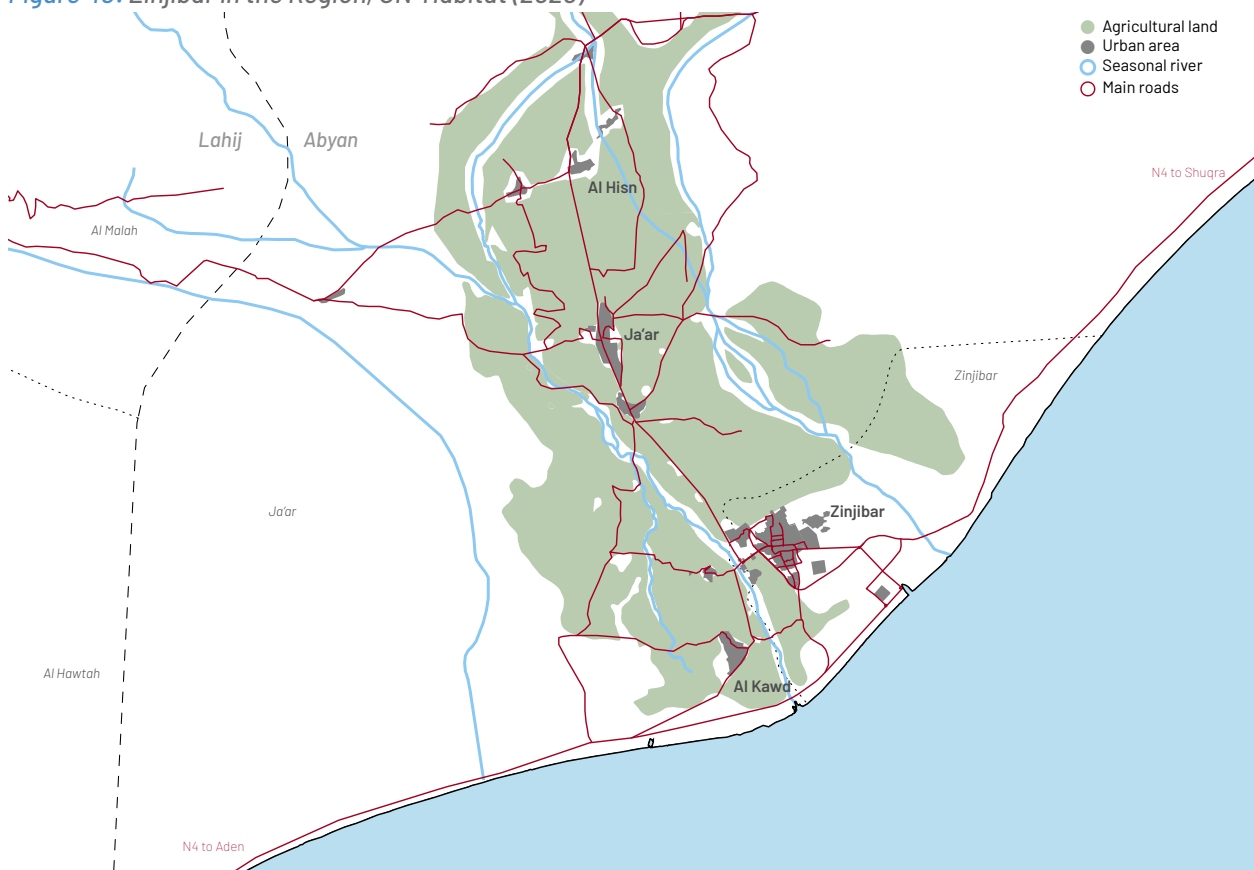 Agricultural land
Urban area
Seasonal river
Main roads
Lahij
Abyan
N4 to Shuqra
Al Hisn
Al Malah
Ja'ar
Zinjibar
Ja'ar
Zinjibar
Al Hawtah
Al Kawd
N4 to Aden